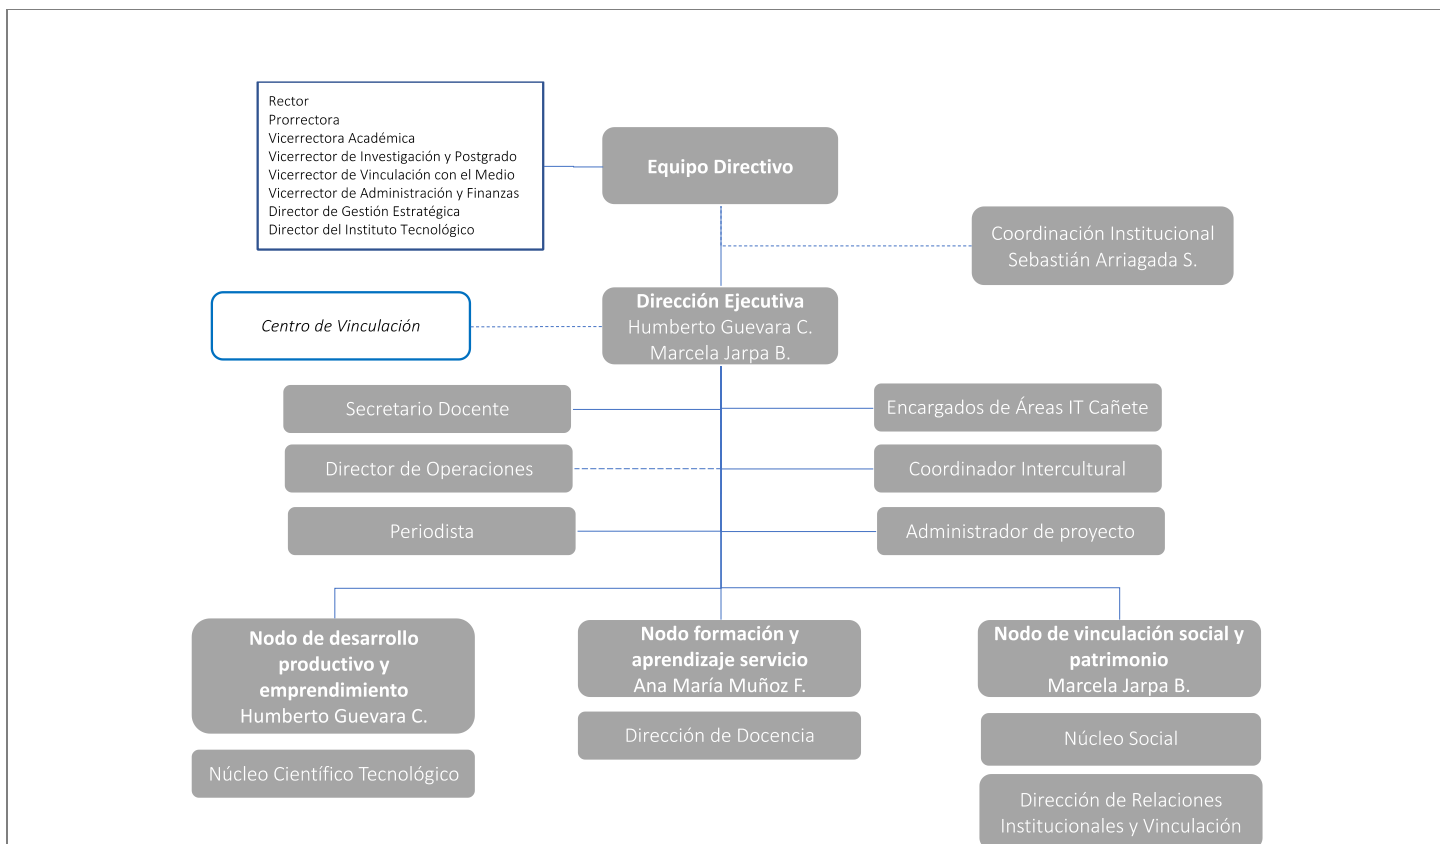 Rector
Prorrectora
Vicerrectora Académica
Vicerrector de Investigación y Postgrado
Vicerrector de Vinculación con el Medio
Vicerrector de Administración y Finanzas
Director de Gestión Estratégica
Director del Instituto Tecnológico
Equipo Directivo
Coordinación Institucional
Sebastián Arriagada S.
Dirección Ejecutiva
Humberto Guevara C.
Marcela Jarpa B.
Centro de Vinculación
Secretario Docente
Encargados de Áreas IT Cañete
Director de Operaciones
Coordinador Intercultural
Periodista
Administrador de proyecto
Nodo de desarrollo
productivo y
emprendimiento
Humberto Guevara C.
Núcleo Científico Tecnológico
Nodo formación y
aprendizaje servicio
Ana María Muñoz F.
Dirección de Docencia
Nodo de vinculación social y
patrimonio
Marcela Jarpa B.
Núcleo Social
Dirección de Relaciones
Institucionales y Vinculación